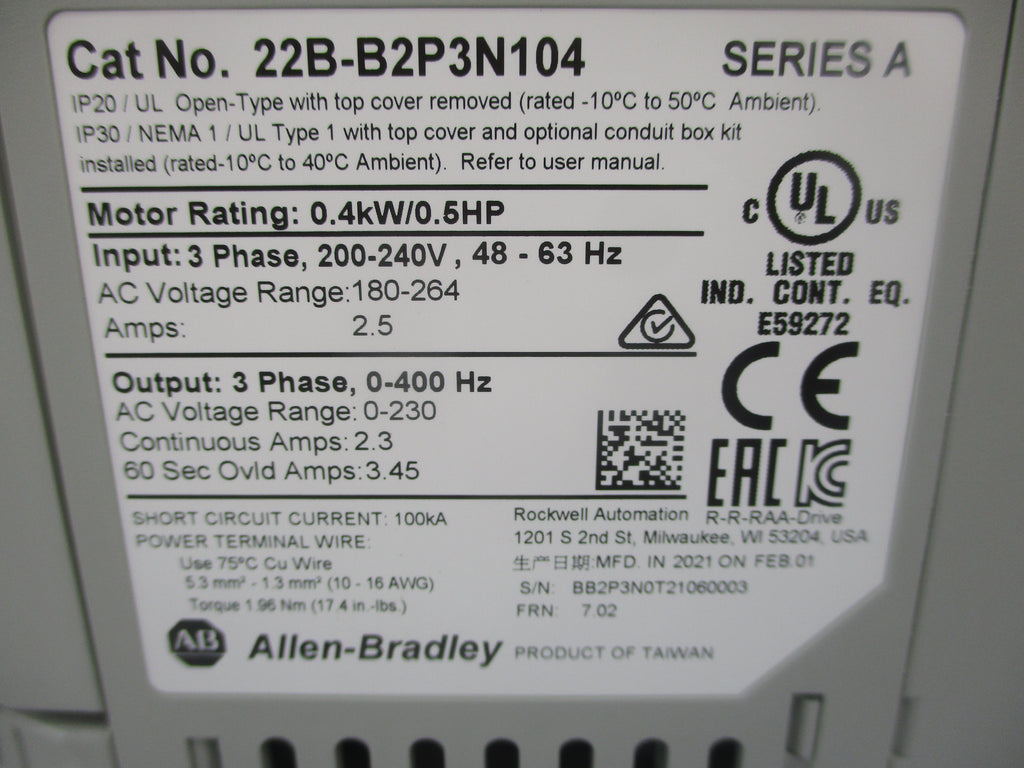 Cat No. 22B-B2P3N104 SERIES A
IP20 / UL Open-Type with top cover removed (rated -10ºC to 50ºC Ambient).
IP30 / NEMA 1 / UL Type 1 with top cover and optional conduit box kit
installed (rated-10ºC to 40ºC Ambient). Refer to user manual.
Motor Rating: 0.4kW/0.5HP
Input: 3 Phase, 200-240V , 48 - 63 Hz
AC Voltage Range:180-264
Amps: 2.5
C UL US
LISTED
IND. CONT. EQ.
E59272
CE
EAC KC
R-R-RAA-Drive
Output: 3 Phase, 0-400 Hz
AC Voltage Range: 0-230
Continuous Amps: 2.3
60 Sec Ovld Amps: 3.45
SHORT CIRCUIT CURRENT: 100kA
POWER TERMINAL WIRE:
Use 75ºC Cu Wire
5.3 mm² - 1.3 mm² (10 - 16 AWG)
Torque 1.96 Nm (17.4 in.-lbs.)
Rockwell Automation
1201 S 2nd St, Milwaukee, WI 53204, USA
生产日期:MFD. IN 2021 ON FEB.01
S/N: BB2P3N0T21060003
FRN: 7.02
AB Allen-Bradley PRODUCT OF TAIWAN